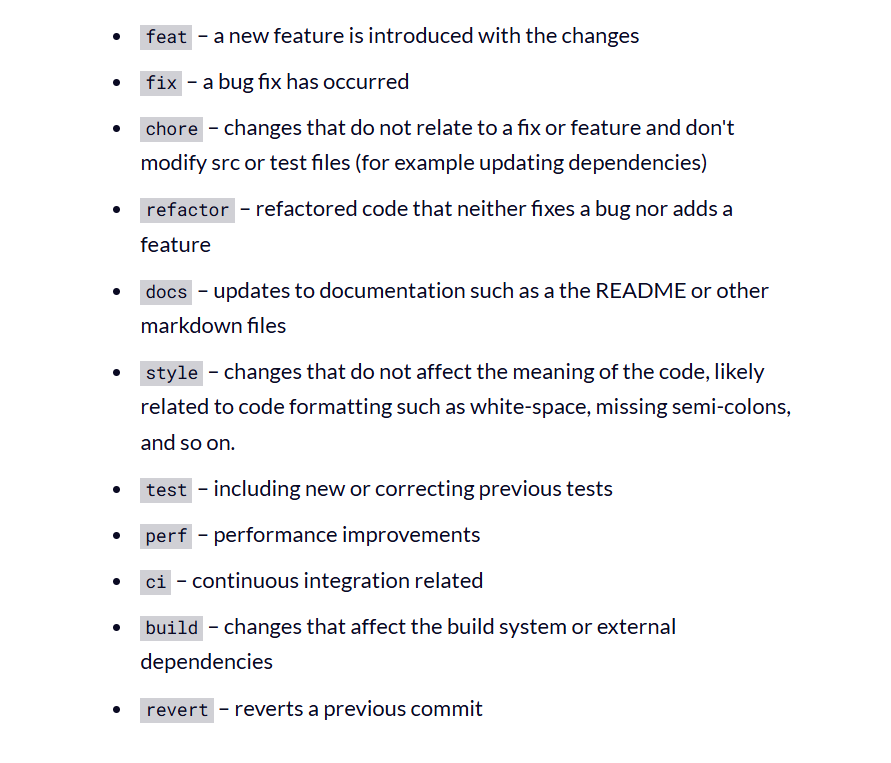 • feat – a new feature is introduced with the changes
• fix – a bug fix has occurred
• chore – changes that do not relate to a fix or feature and don't
modify src or test files (for example updating dependencies)
• refactor – refactored code that neither fixes a bug nor adds a
feature
• docs – updates to documentation such as a the README or other
markdown files
• style – changes that do not affect the meaning of the code, likely
related to code formatting such as white-space, missing semi-colons,
and so on.
• test – including new or correcting previous tests
• perf – performance improvements
• ci – continuous integration related
• build – changes that affect the build system or external
dependencies
• revert – reverts a previous commit